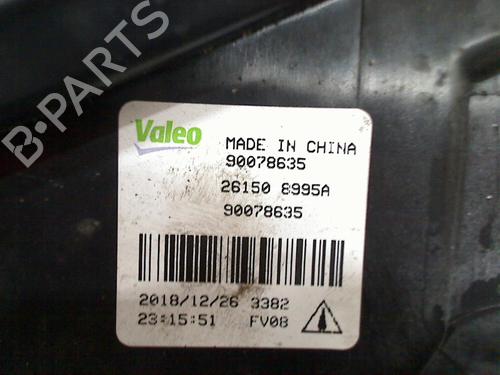 B-PARTS
Valeo
MADE IN CHINA
90078635
26150 8995A
90078635
2018/12/26 3382
23:15:51 FV08